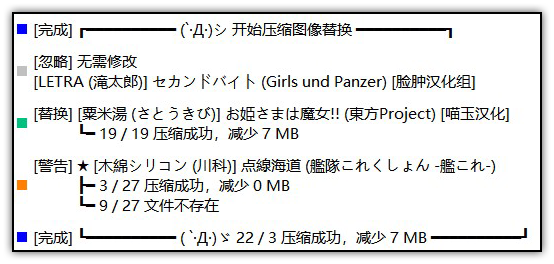 [完成] ┏━━━━━━━━━ (`･Д･)シ 开始压缩图像替换 ━━━━━━━━━┓
[忽略] 无需修改
[LETRA (滝太郎)] セカンドバイト (Girls und Panzer) [脸肿汉化组]
[替换] [粟米湯 (さとうきび)] お姫さまは魔女!! (東方Project) [喵玉汉化]
┗━ 19 / 19 压缩成功，减少 7 MB
[警告] ★ [木綿シリコン (川科)] 点線海道 (艦隊これくしょん -艦これ-)
┣━ 3 / 27 压缩成功，减少 0 MB
┗━ 9 / 27 文件不存在
[完成] ┗━━━━━━━━━ ( `･Д･)ゞ 22 / 3 压缩成功，减少 7 MB ━━━━━━━━━┛